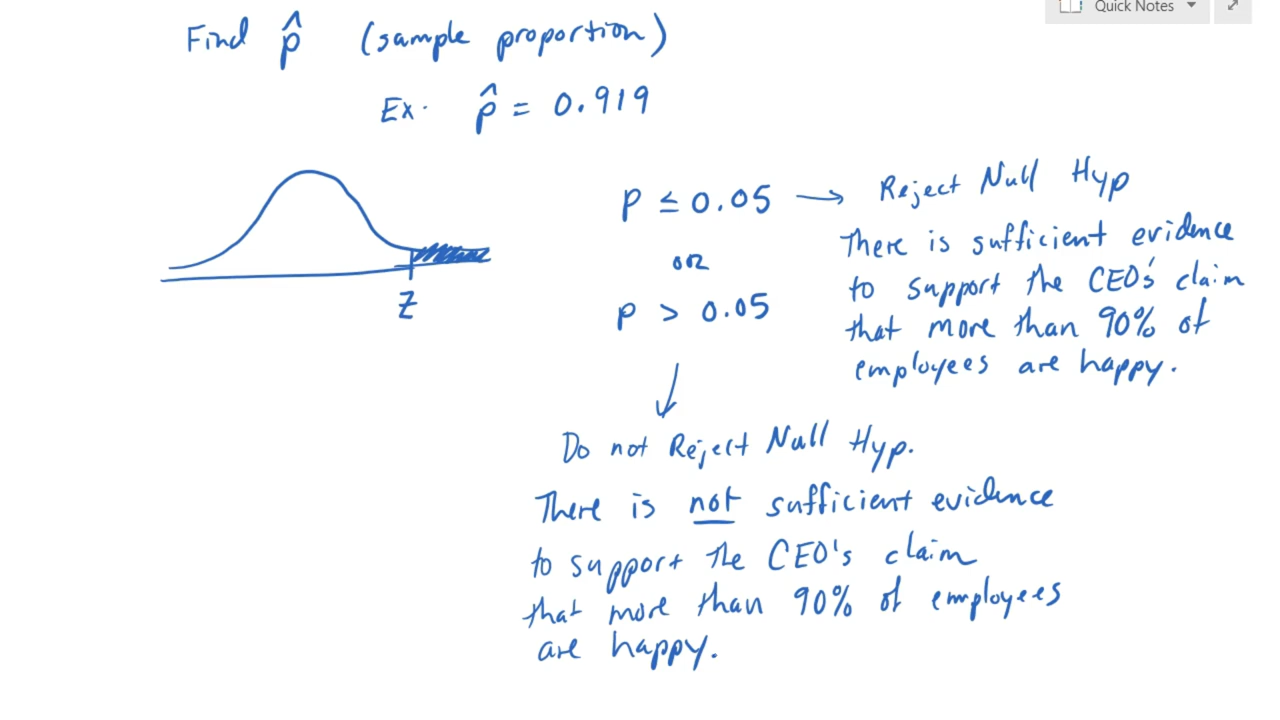 Quick Notes
Find p̂ (sample proportion)
Ex. p̂ = 0.919
p ≤ 0.05 → Reject Null Hyp
There is sufficient evidence
to support the CEO's claim
that more than 90% of
employees are happy.
or
p > 0.05
↓
Z
Do not Reject Null Hyp.
There is not sufficient evidence
to support the CEO's claim
that more than 90% of employees
are happy.